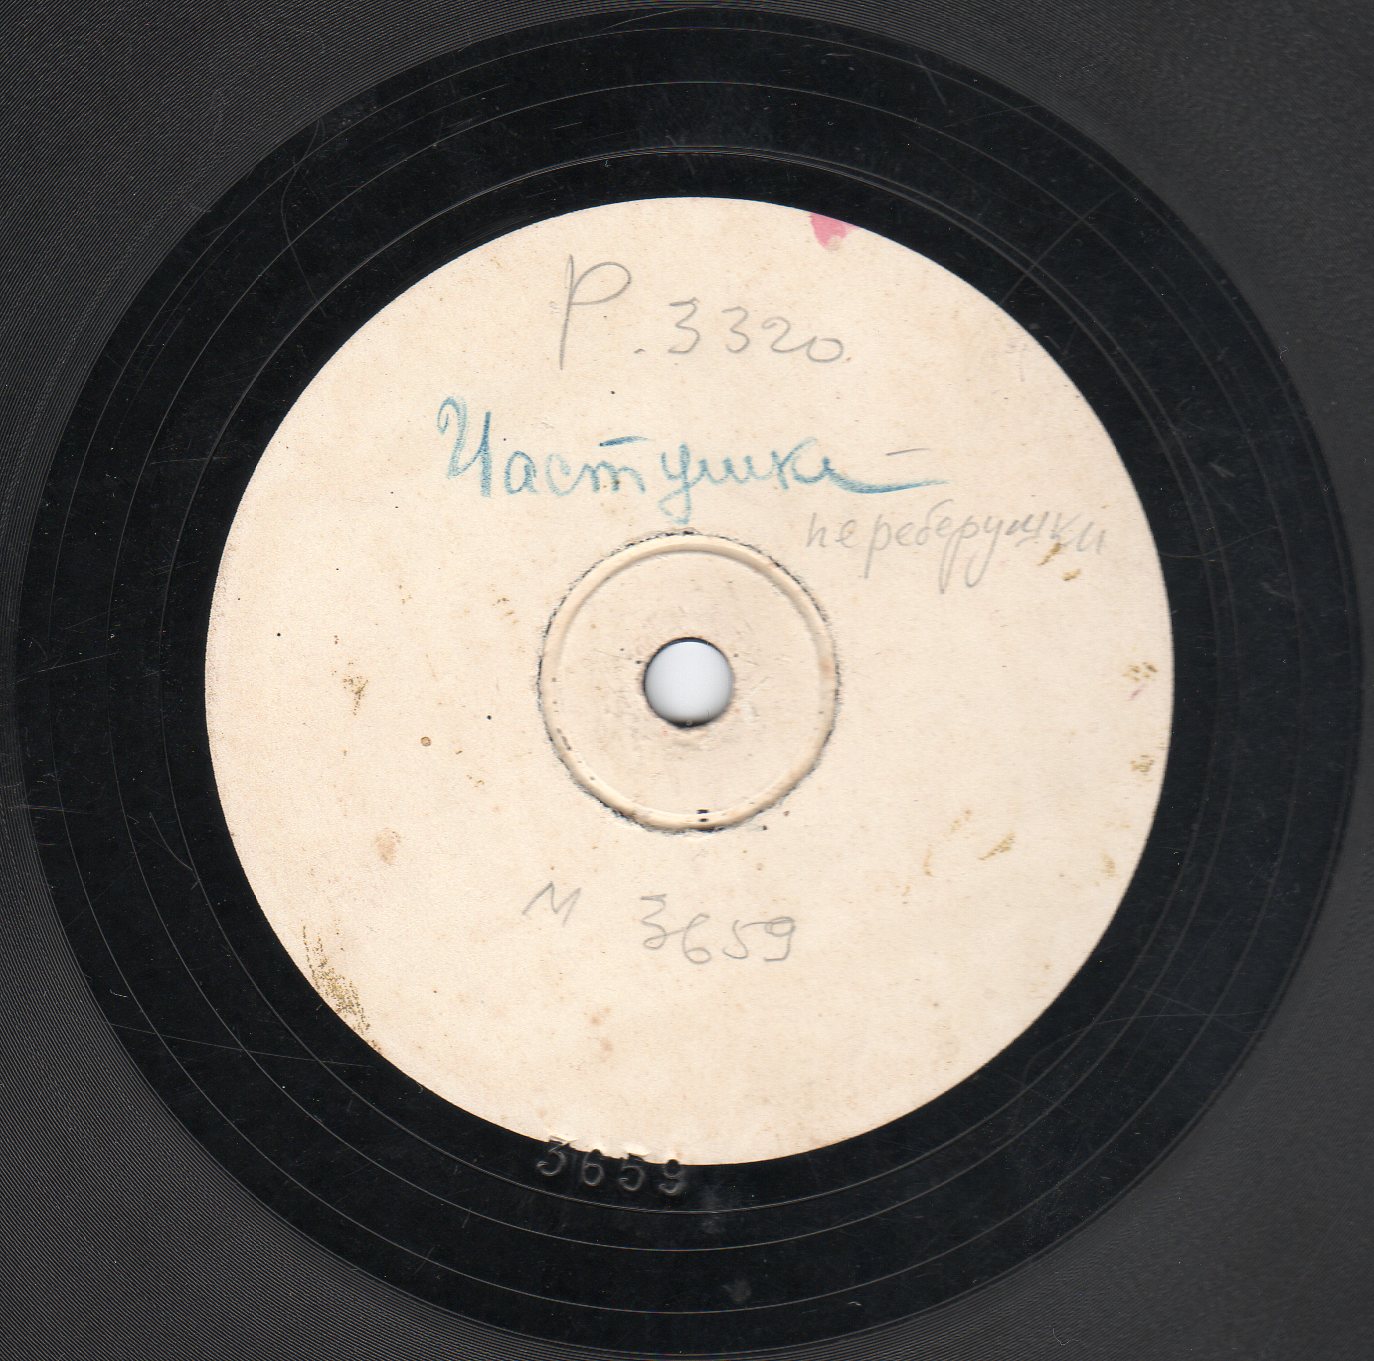 Р. 3320
Частушки –
переберушки
М 3659
3659